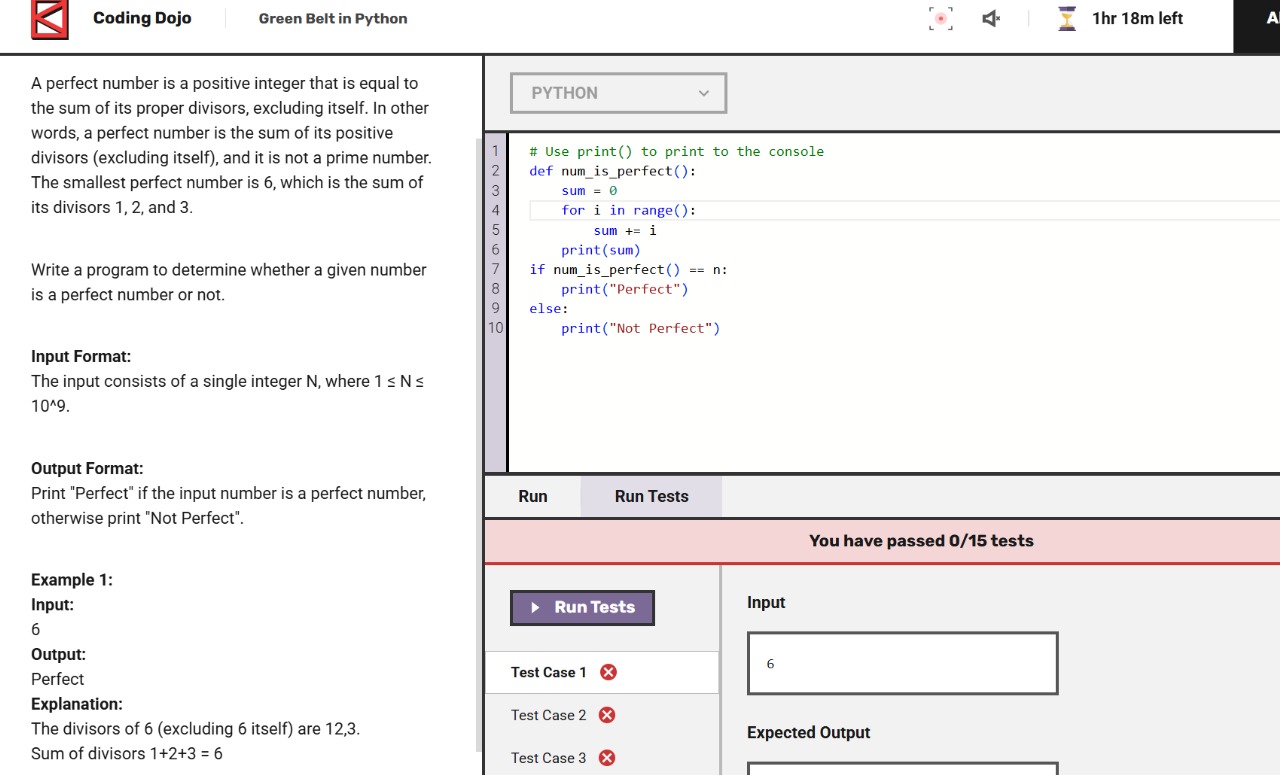 Coding Dojo
Green Belt in Python
1hr 18m left
A perfect number is a positive integer that is equal to
the sum of its proper divisors, excluding itself. In other
words, a perfect number is the sum of its positive
divisors (excluding itself), and it is not a prime number.
The smallest perfect number is 6, which is the sum of
its divisors 1, 2, and 3.
Write a program to determine whether a given number
is a perfect number or not.
Input Format:
The input consists of a single integer N, where 1 ≤ N ≤
10^9.
Output Format:
Print "Perfect" if the input number is a perfect number,
otherwise print "Not Perfect".
Example 1:
Input:
6
Output:
Perfect
Explanation:
The divisors of 6 (excluding 6 itself) are 12,3.
Sum of divisors 1+2+3 = 6
PYTHON
1 # Use print() to print to the console
2 def num_is_perfect():
3     sum = 0
4     for i in range():
5         sum += i
6     print(sum)
7 if num_is_perfect() == n:
8     print("Perfect")
9 else:
10     print("Not Perfect")
Run
Run Tests
You have passed 0/15 tests
Run Tests
Test Case 1
Test Case 2
Test Case 3
Input
6
Expected Output